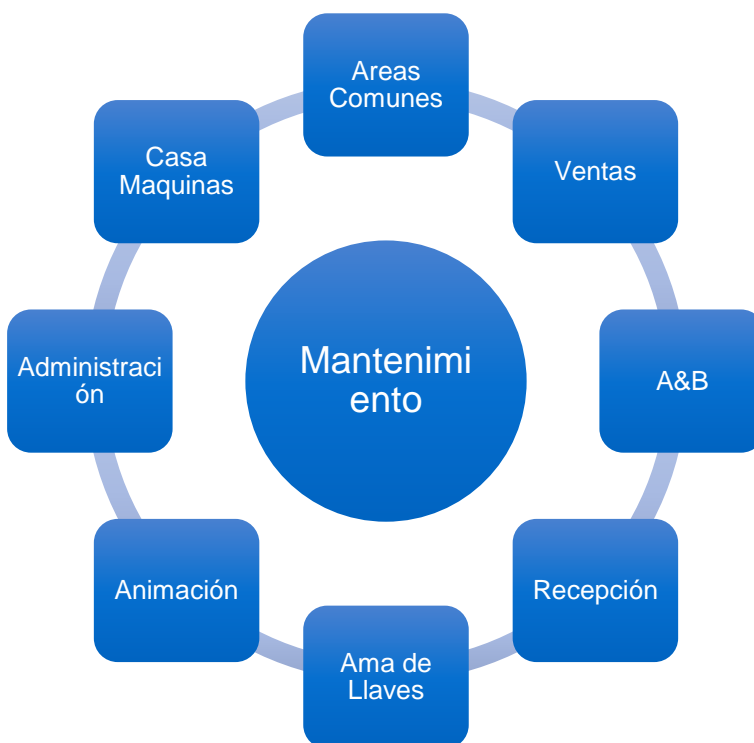 Areas
Comunes
Ventas
A&B
Recepción
Ama de
Llaves
Animación
Administraci
ón
Casa
Maquinas
Mantenimi
ento